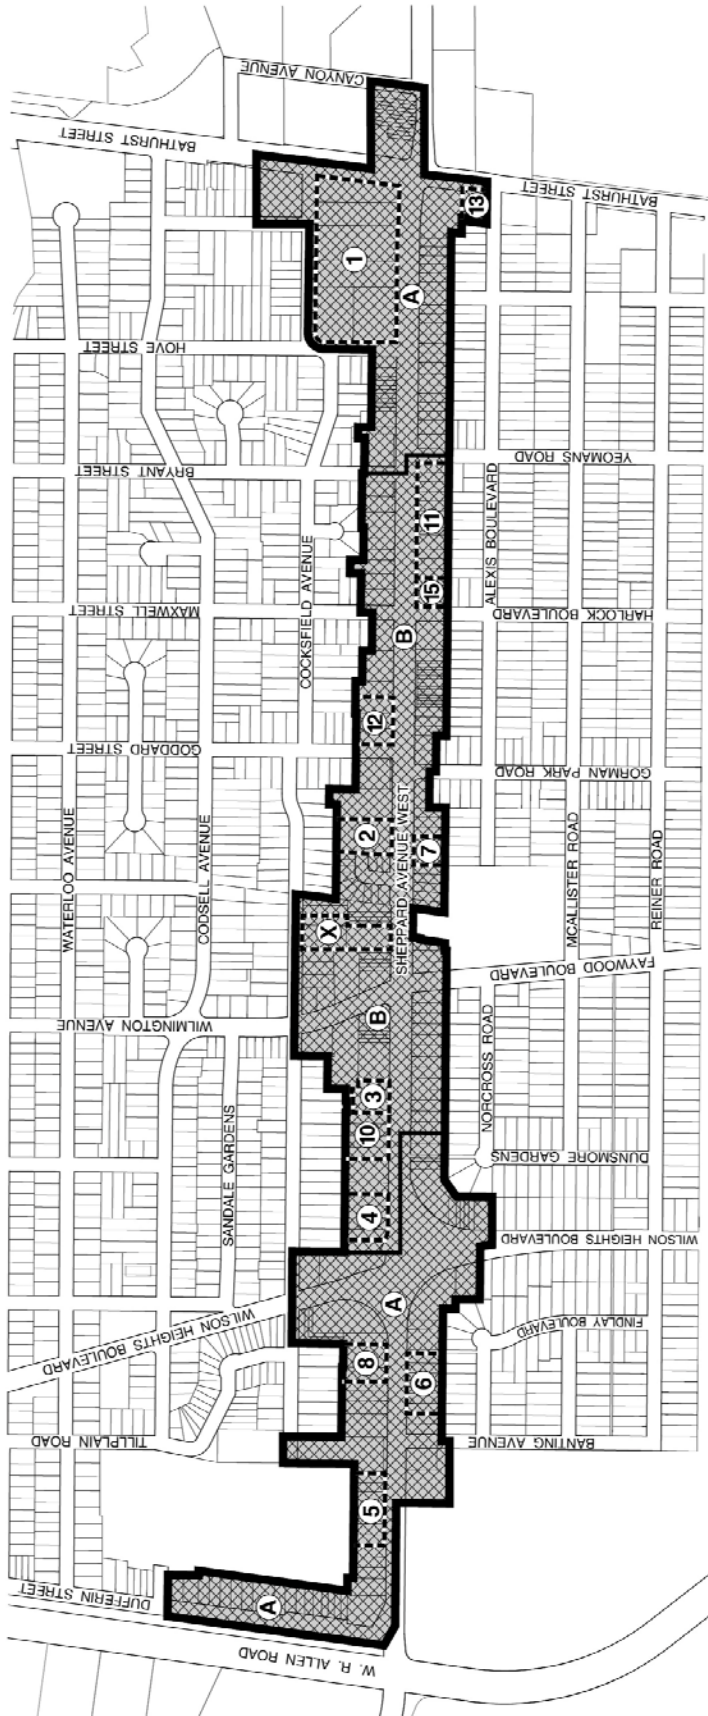 CANYON AVENUE
BATHURST STREET
BATHURST STREET
13
1
A
HOVE STREET
BRYANT STREET
YEOMANS ROAD
11
ALEXIS BOULEVARD
15
COCKSFIELD AVENUE
MAXWELL STREET
HARLOCK BOULEVARD
B
12
GODDARD STREET
GORMAN PARK ROAD
2
SHEPPARD AVENUE WEST
7
WATERLOO AVENUE
CODSELL AVENUE
MCALLISTER ROAD
REINER ROAD
X
FAYWOOD BOULEVARD
WILMINGTON AVENUE
B
NORCROSS ROAD
3
10
SANDALE GARDENS
DUNSMORE GARDENS
4
WILSON HEIGHTS BOULEVARD
WILSON HEIGHTS BOULEVARD
A
FINDLAY BOULEVARD
8
6
TILLPLAIN ROAD
BANTING AVENUE
5
DUFFERIN STREET
A
W. R. ALLEN ROAD